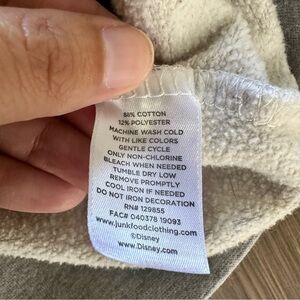 88% COTTON
12% POLYESTER
MACHINE WASH COLD
WITH LIKE COLORS
GENTLE CYCLE
ONLY NON-CHLORINE
BLEACH WHEN NEEDED
TUMBLE DRY LOW
REMOVE PROMPTLY
COOL IRON IF NEEDED
DO NOT IRON DECORATION
RN# 129855
FAC# 040378 19093
www.junkfoodclothing.com
©Disney
www.Disney.com